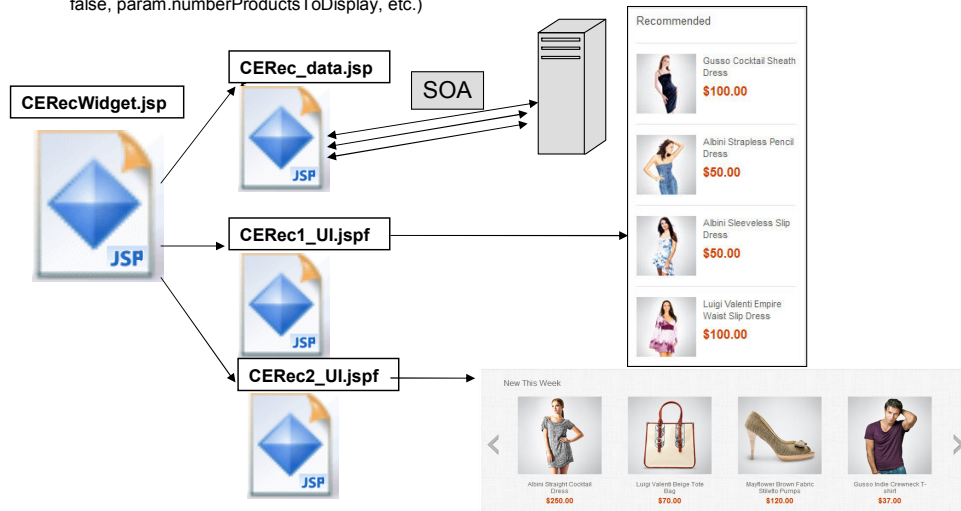 false, param.numberProductsToDisplay, etc.)
CERecWidget.jsp
JSP
CERec_data.jsp
JSP
SOA
CERec1_UI.jspf
JSP
CERec2_UI.jspf
JSP
Recommended
Gusso Cocktail Sheath
Dress
$100.00
Albini Strapless Pencil
Dress
$50.00
Albini Sleeveless Slip
Dress
$50.00
Luigi Valenti Empire
Waist Slip Dress
$100.00
New This Week
Albini Straight Cocktail
Dress
$250.00
Luigi Valenti Beige Tote
Bag
$70.00
Mayflower Brown Fabric
Stiletto Pumps
$120.00
Gusso Indie Crewneck T-
shirt
$37.00